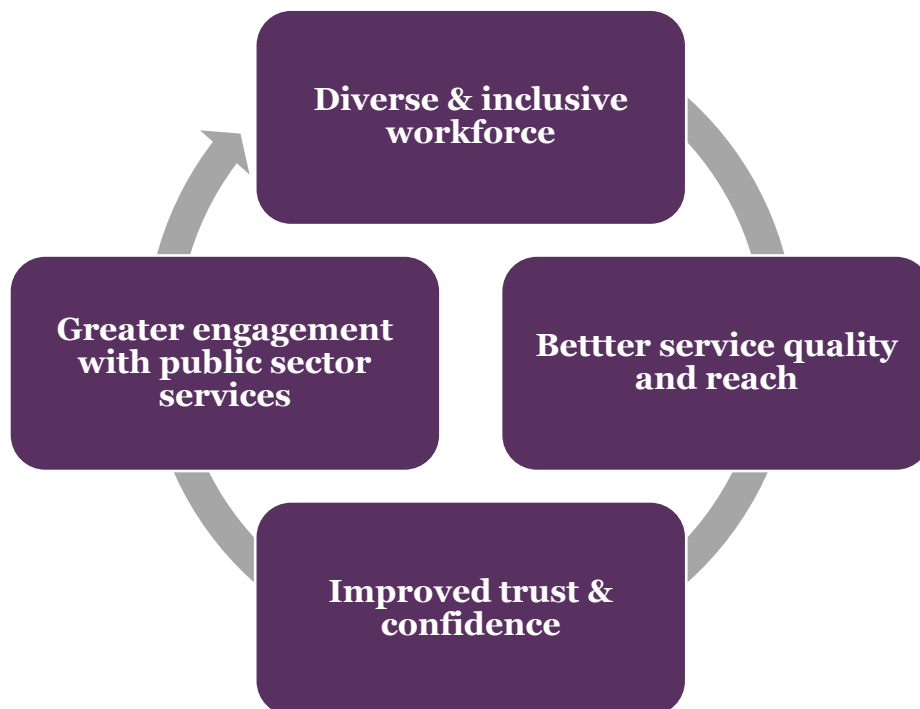 Diverse & inclusive
workforce
Greater engagement
with public sector
services
Bettter service quality
and reach
Improved trust &
confidence